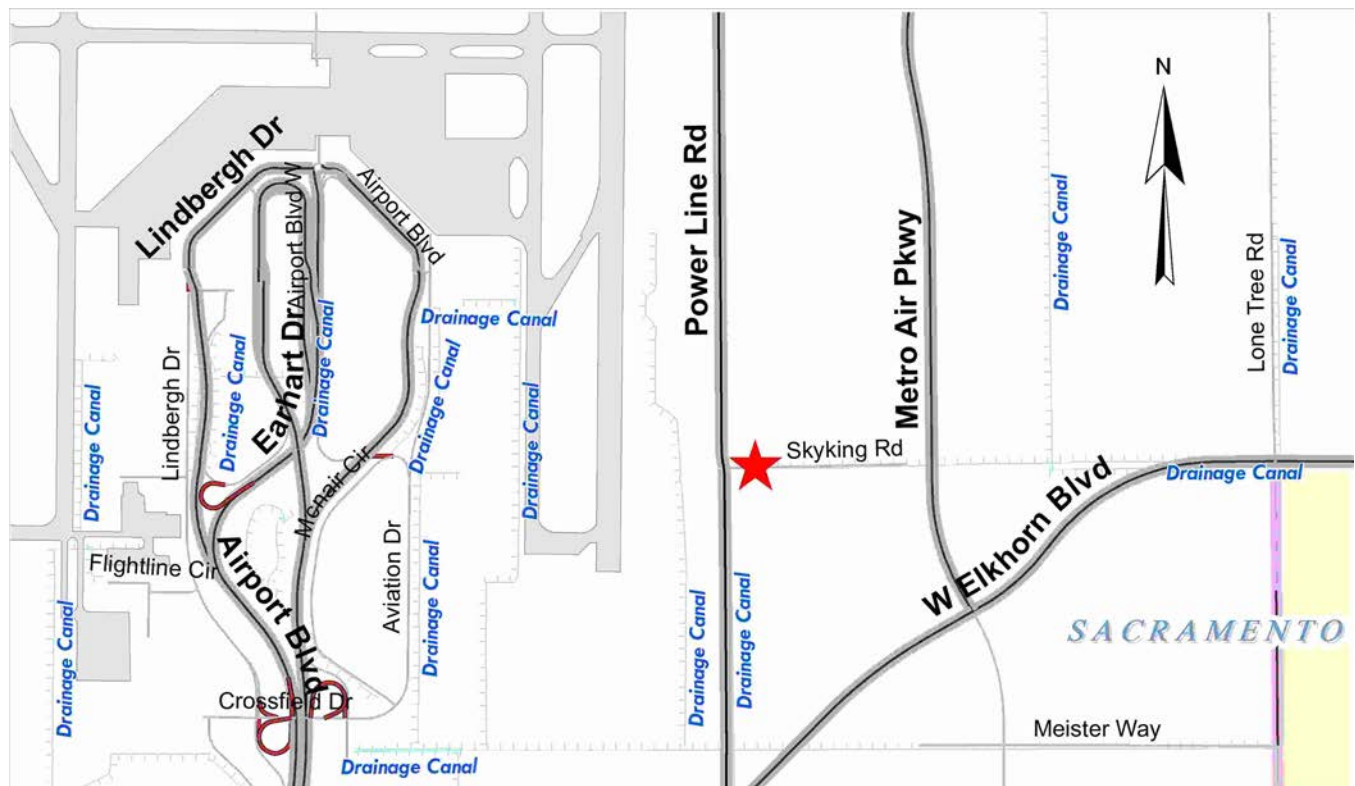 N
Lindbergh Dr
Airport Blvd W
Airport Blvd
Power Line Rd
Metro Air Pkwy
Drainage Canal
Lone Tree Rd
Drainage Canal
Earhart Dr
Drainage Canal
Drainage Canal
Lindbergh Dr
Drainage Canal
Drainage Canal
Drainage Canal
Drainage Canal
Mcnair Cir
Skyking Rd
W Elkhorn Blvd
Drainage Canal
Flightline Cir
Airport Blvd
Aviation Dr
Drainage Canal
Drainage Canal
Drainage Canal
Drainage Canal
SACRAMENTO
Crossfield Dr
Meister Way
Drainage Canal